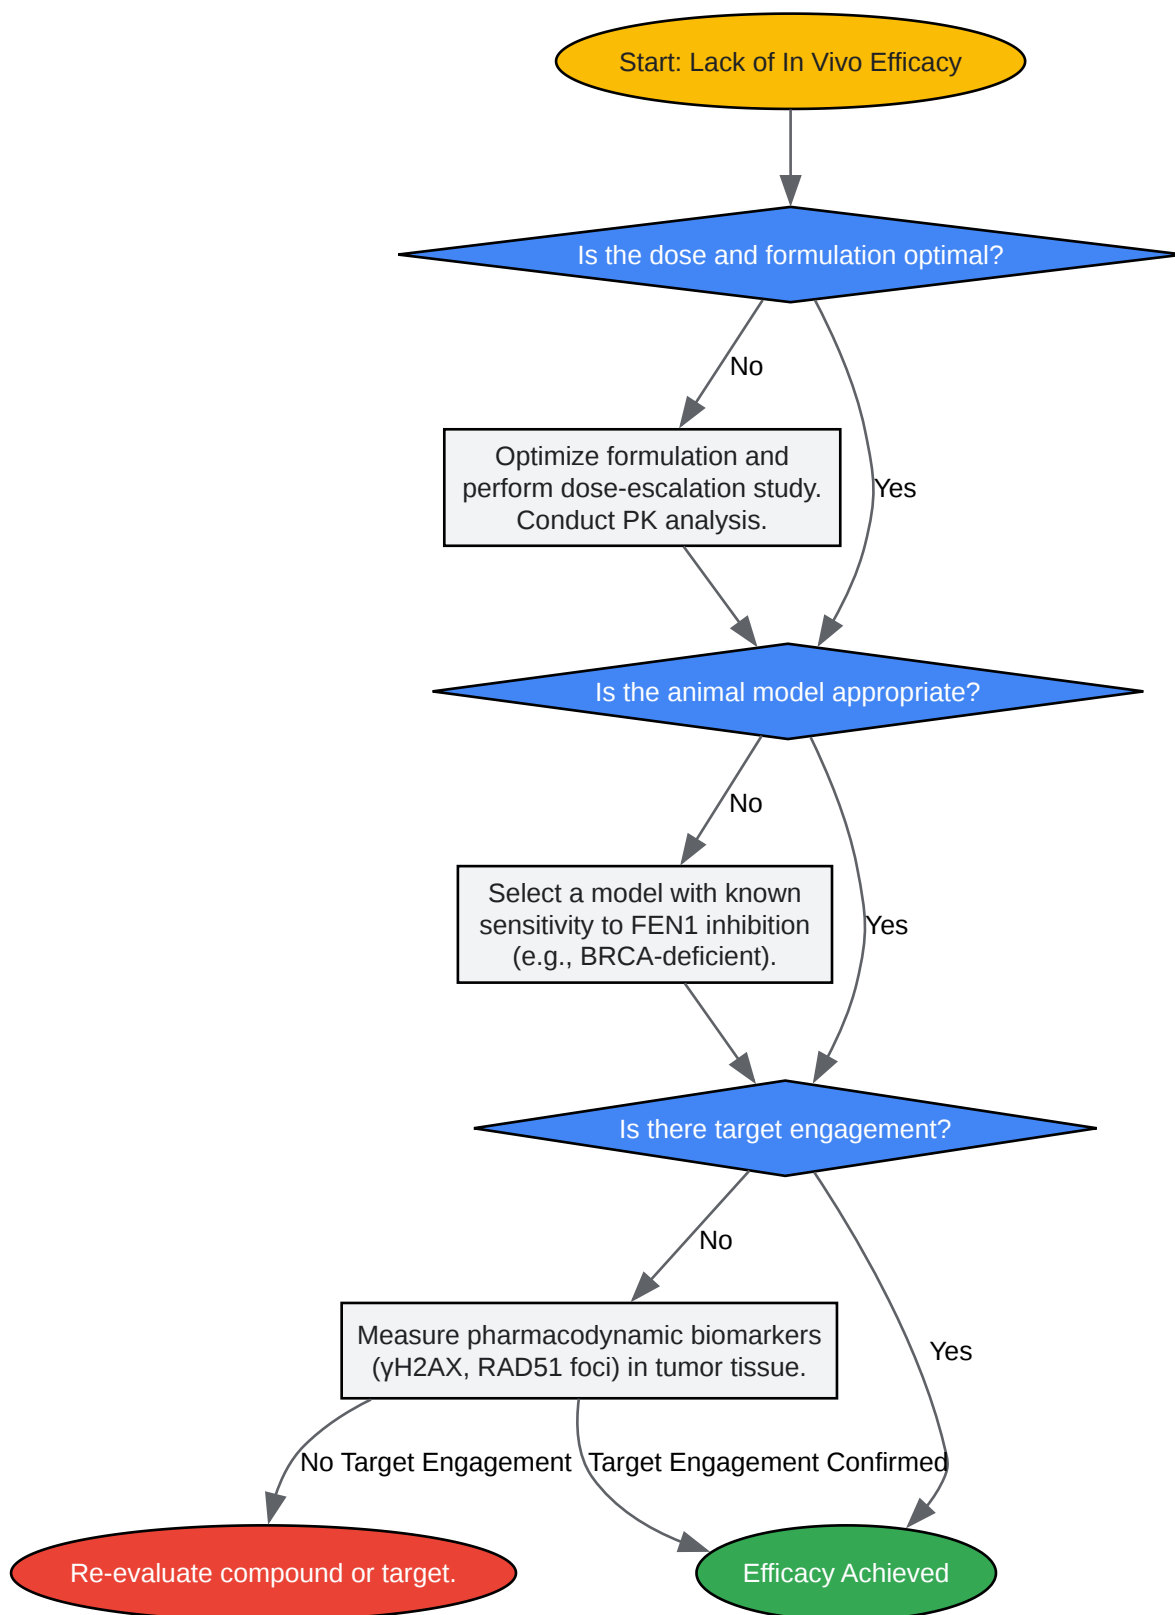 Start: Lack of In Vivo Efficacy
Is the dose and formulation optimal?
No
Optimize formulation and
perform dose-escalation study.
Conduct PK analysis.
Yes
Is the animal model appropriate?
No
Select a model with known
sensitivity to FEN1 inhibition
(e.g., BRCA-deficient).
Yes
Is there target engagement?
No
Measure pharmacodynamic biomarkers
(γH2AX, RAD51 foci) in tumor tissue.
Yes
No Target Engagement
Target Engagement Confirmed
Re-evaluate compound or target.
Efficacy Achieved